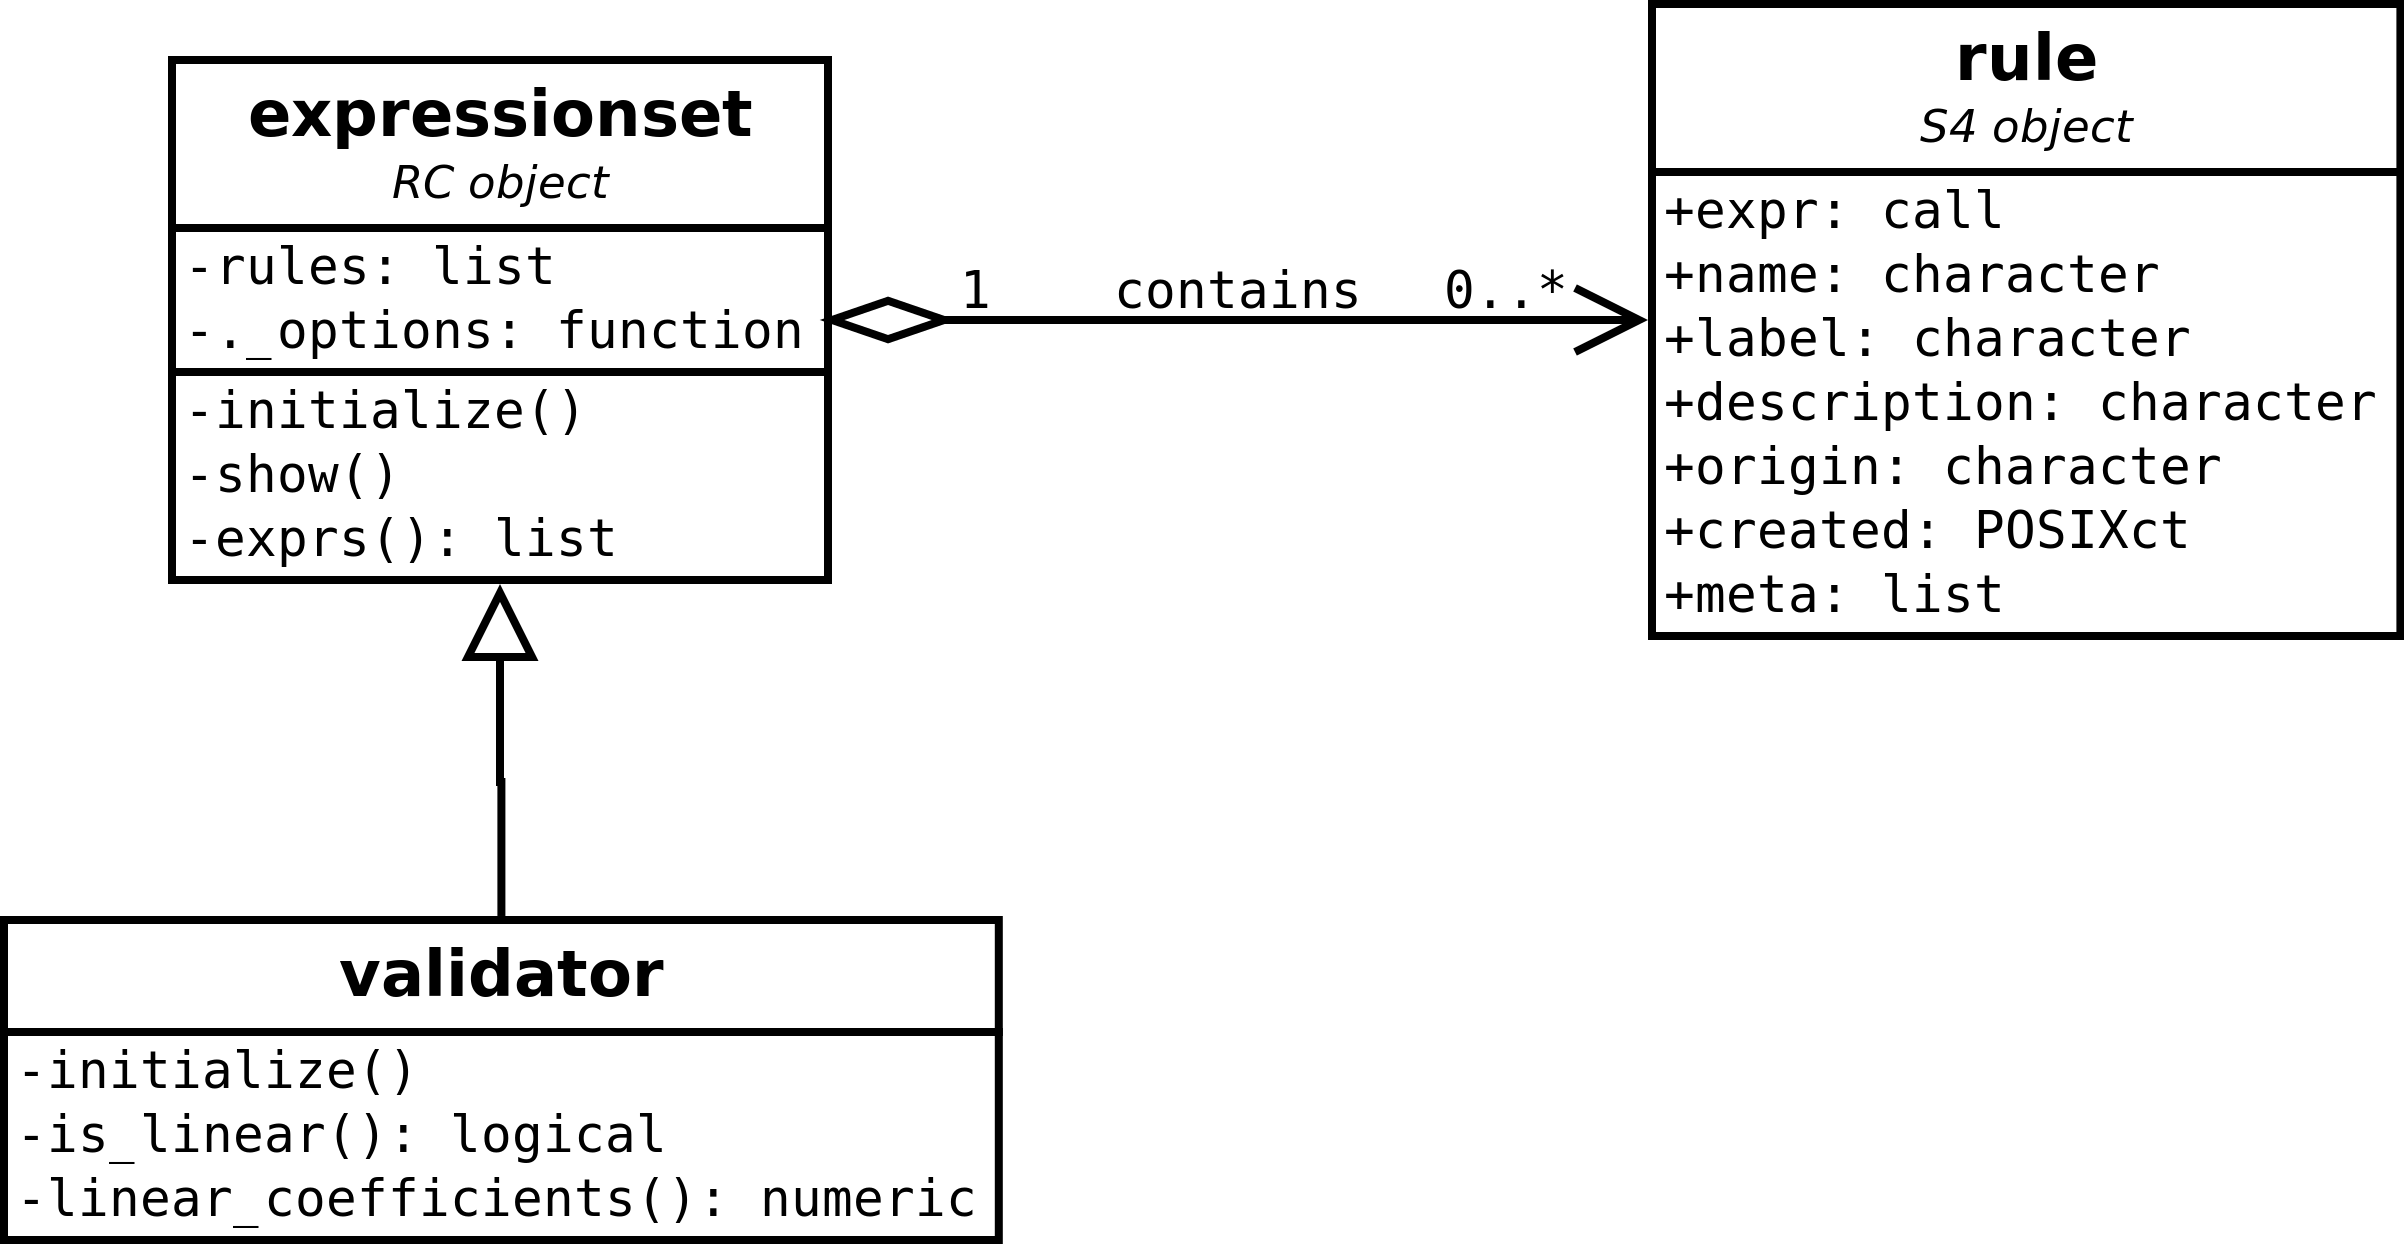 expressionset
RC object
-rules: list
-._options: function
-initialize()
-show()
-exprs(): list
1 contains 0..*
rule
S4 object
+expr: call
+name: character
+label: character
+description: character
+origin: character
+created: POSIXct
+meta: list
validator
-initialize()
-is_linear(): logical
-linear_coefficients(): numeric